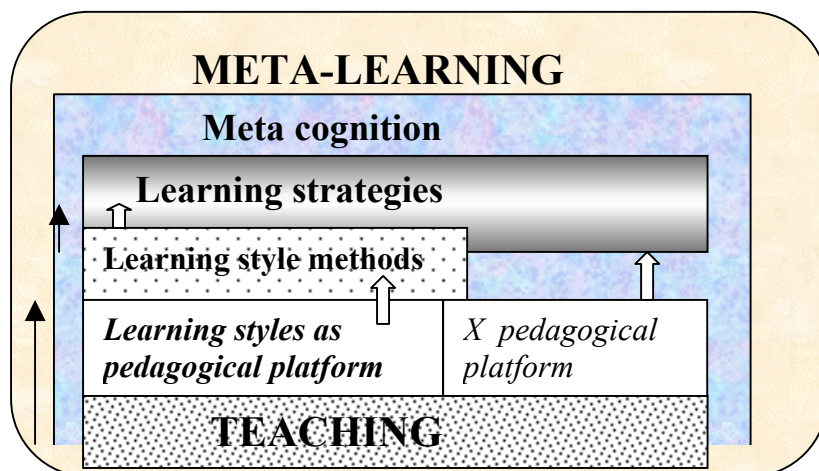 META-LEARNING
Meta cognition
Learning strategies
Learning style methods
Learning styles as
pedagogical platform
X pedagogical
platform
TEACHING